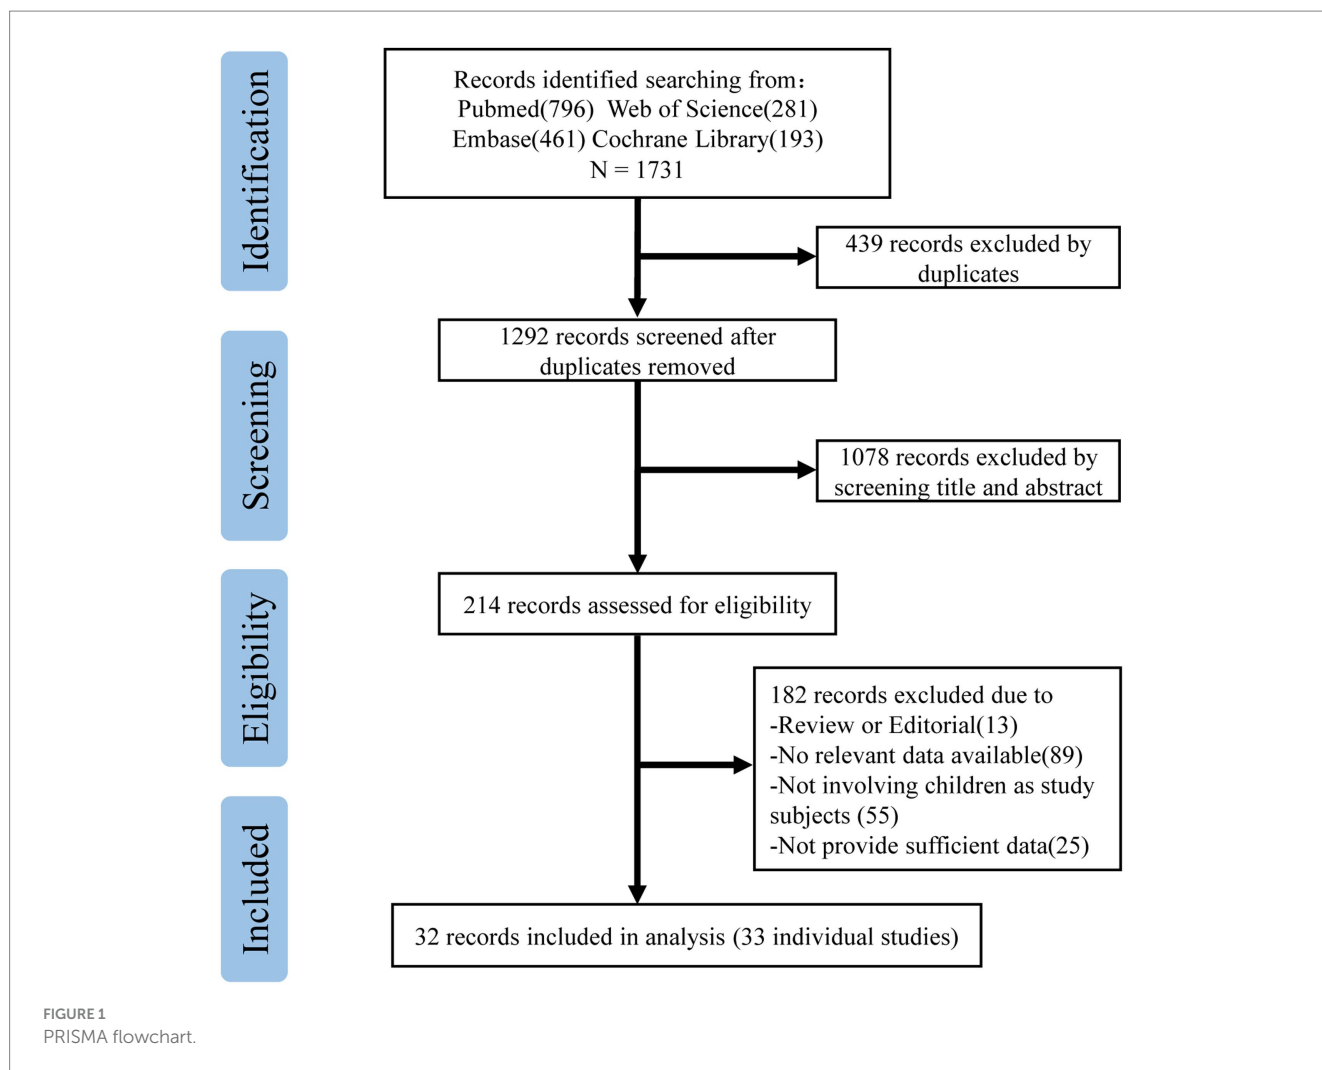 Identification
Records identified searching from：
Pubmed(796) Web of Science(281)
Embase(461) Cochrane Library(193)
N = 1731
439 records excluded by
duplicates
Screening
1292 records screened after
duplicates removed
1078 records excluded by
screening title and abstract
Eligibility
214 records assessed for eligibility
182 records excluded due to
-Review or Editorial(13)
-No relevant data available(89)
-Not involving children as study
subjects (55)
-Not provide sufficient data(25)
Included
32 records included in analysis (33 individual studies)
FIGURE 1
PRISMA flowchart.